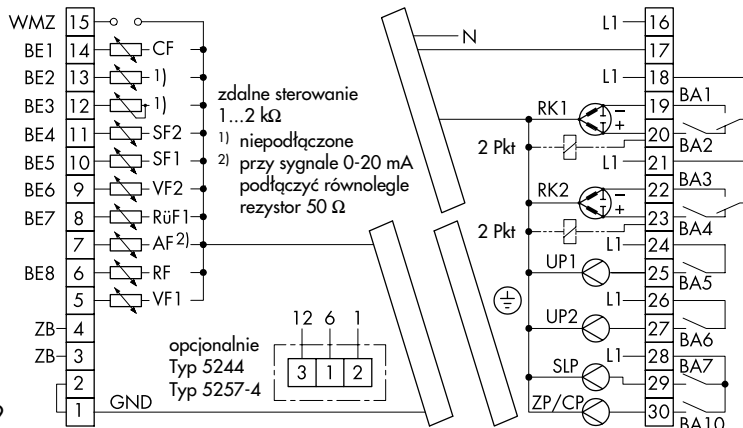 WMZ 15
BE1 14 CF
BE2 13 1)
BE3 12 1)
BE4 11 SF2
BE5 10 SF1
BE6 9 VF2
BE7 8 RüF1
7 AF 2)
BE8 6 RF
5 VF1
ZB 4
ZB 3
2
1 GND
zdalne sterowanie
1...2 kΩ
1) niepodłączone
2) przy sygnale 0-20 mA
podłączyć równolegle
rezystor 50 Ω
opcjonalnie
Typ 5244
Typ 5257-4
12 6 1
3 1 2
N
L1 16
17
L1 18
RK1 − 19 BA1
+ 20
2 Pkt BA2
L1 21
RK2 − 22 BA3
+ 23
2 Pkt BA4
L1 24
UP1 25 BA5
L1 26
UP2 27 BA6
L1 28
SLP 29 BA7
ZP/CP 30 BA10